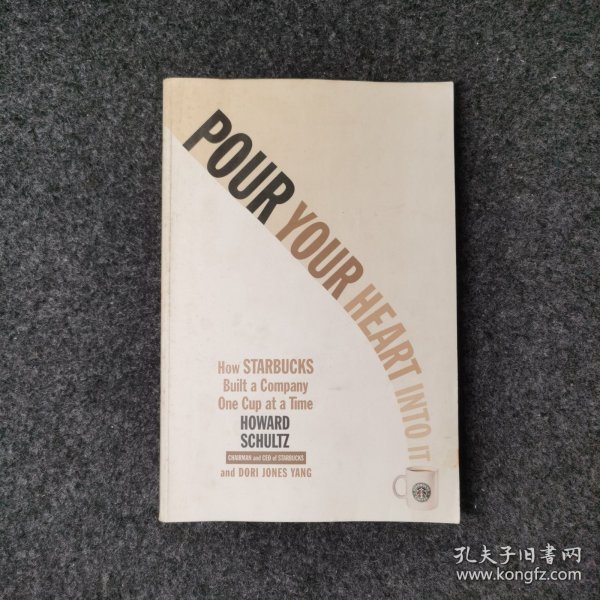 POUR YOUR HEART INTO IT
How STARBUCKS
Built a Company
One Cup at a Time
HOWARD
SCHULTZ
CHAIRMAN and CEO of STARBUCKS
and DORI JONES YANG
孔夫子旧書网
www.kongfz.com